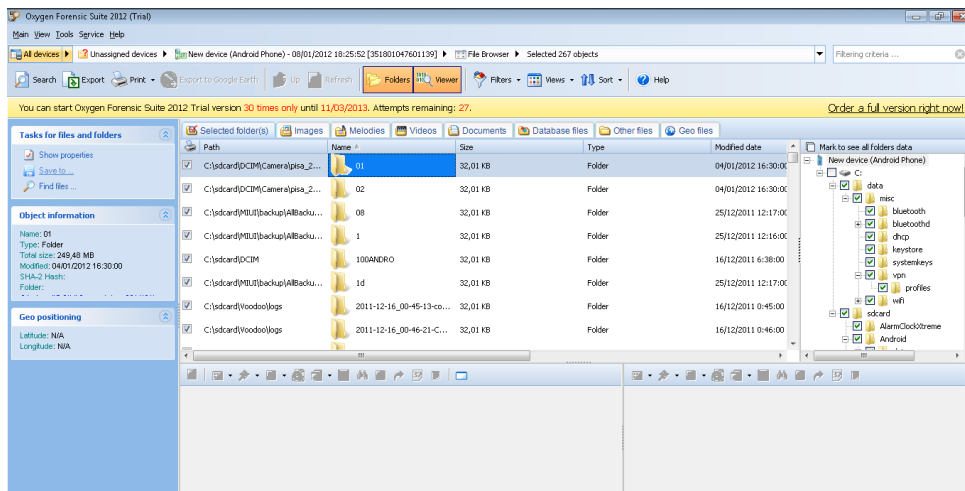 Oxygen Forensic Suite 2012 (Trial)
Main View Tools Service Help
All devices Unassigned devices New device (Android Phone) - 08/01/2012 18:25:52 [351801047601139] File Browser Selected 267 objects Filtering criteria ...
Search Export Print Export to Google Earth Up Refresh Folders Viewer Filters Views Sort Help
You can start Oxygen Forensic Suite 2012 Trial version 30 times only until 11/03/2013. Attempts remaining: 27. Order a full version right now!
Tasks for files and folders
Show properties
Save to ...
Find files ...
Object information
Name: 01
Type: Folder
Total size: 249,48 MB
Modified: 04/01/2012 16:30:00
SHA-2 Hash:
Folder:
Geo positioning
Latitude: N/A
Longitude: N/A
Selected folder(s) Images Melodies Videos Documents Database files Other files Geo files
Path Name Size Type Modified date
C:\sdcard\DCIM\Camera\pisa_2... 01 32,01 KB Folder 04/01/2012 16:30:00
C:\sdcard\DCIM\Camera\pisa_2... 02 32,01 KB Folder 04/01/2012 16:30:00
C:\sdcard\MIUI\backup\AllBacku... 08 32,01 KB Folder 25/12/2011 12:17:00
C:\sdcard\MIUI\backup\AllBacku... 1 32,01 KB Folder 25/12/2011 12:16:00
C:\sdcard\DCIM 100ANDRO 32,01 KB Folder 16/12/2011 6:38:00
C:\sdcard\MIUI\backup\AllBacku... 1d 32,01 KB Folder 25/12/2011 12:17:00
C:\sdcard\Voodoo\logs 2011-12-16_00-45-13-co... 32,01 KB Folder 16/12/2011 0:45:00
C:\sdcard\Voodoo\logs 2011-12-16_00-46-21-C... 32,01 KB Folder 16/12/2011 0:46:00
Mark to see all folders data
New device (Android Phone)
C:
data
misc
bluetooth
bluetoothd
dhcp
keystore
systemkeys
vpn
profiles
wifi
sdcard
AlarmClockXtreme
Android